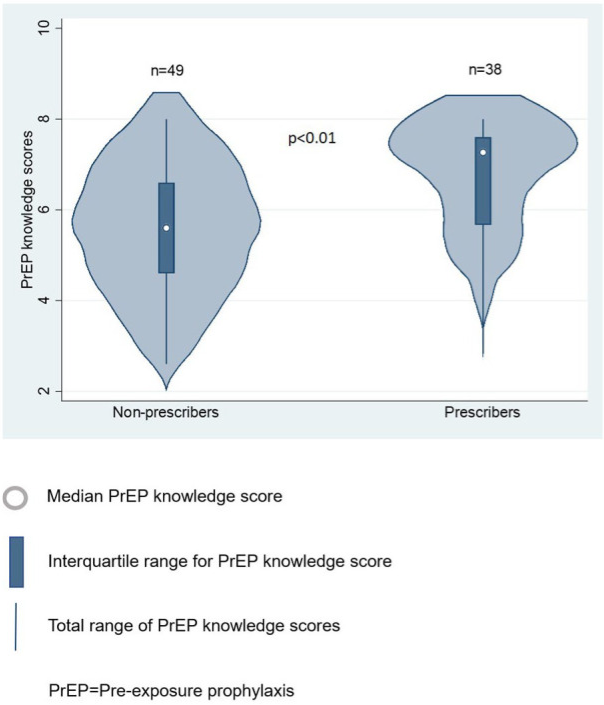 10
8
6
4
2
PrEP knowledge scores
n=49
n=38
p<0.01
Non-prescribers
Prescribers
Median PrEP knowledge score
Interquartile range for PrEP knowledge score
Total range of PrEP knowledge scores
PrEP=Pre-exposure prophylaxis